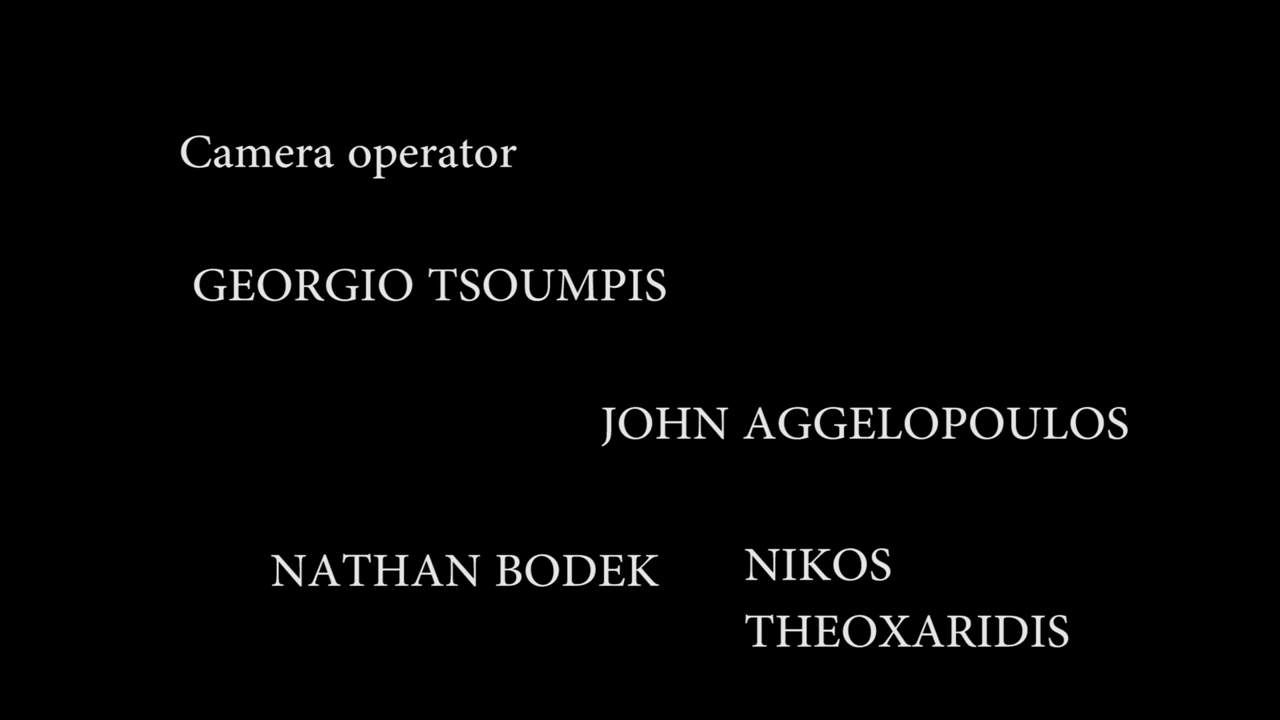 Camera operator
GEORGIO TSOUMPIS
JOHN AGGELOPOULOS
NATHAN BODEK
NIKOS
THEOXARIDIS